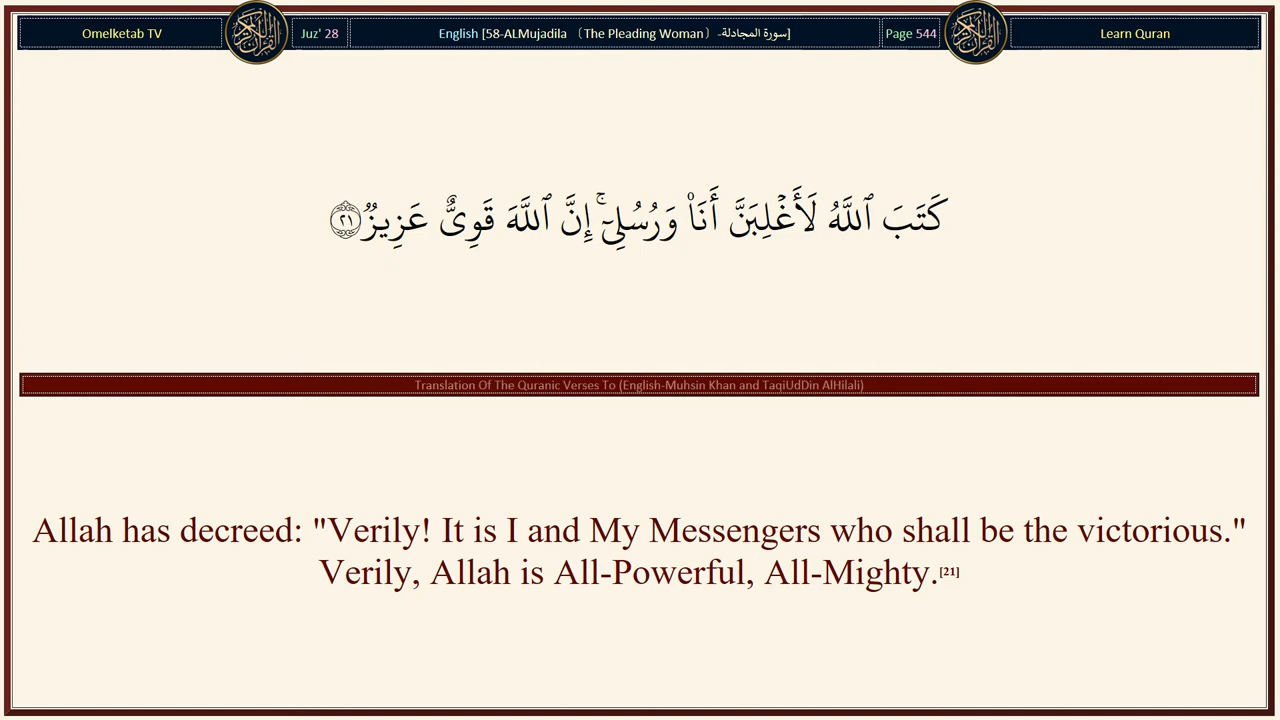 Omelketab TV
Juz' 28
English [58-ALMujadila （The Pleading Woman） -سورة المجادلة]
Page 544
Learn Quran
كَتَبَ ٱللَّهُ لَأَغْلِبَنَّ أَنَا۠ وَرُسُلِىٓ ۚ إِنَّ ٱللَّهَ قَوِىٌّ عَزِيزٌۭ ٢١
Translation Of The Quranic Verses To (English-Muhsin Khan and TaqiUdDin AlHilali)
Allah has decreed: "Verily! It is I and My Messengers who shall be the victorious."
Verily, Allah is All-Powerful, All-Mighty.[21]